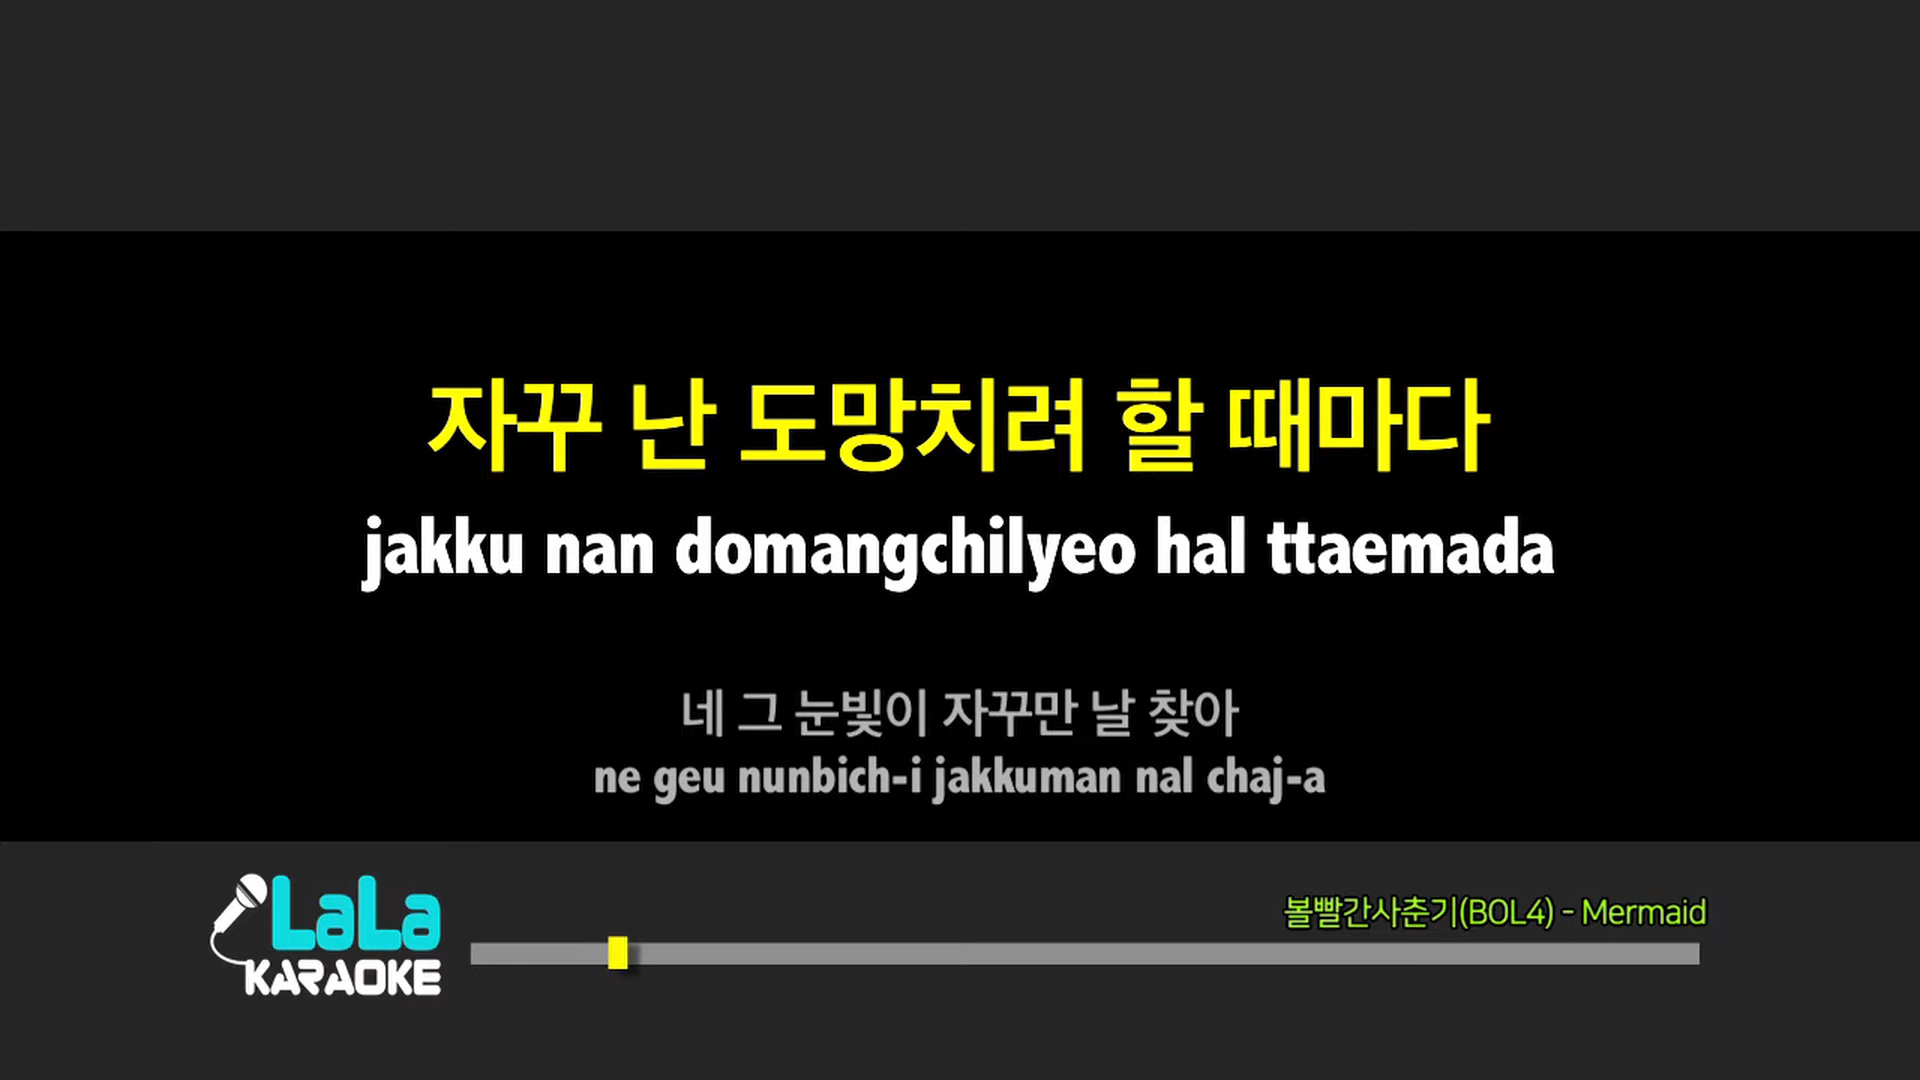 자꾸 난 도망치려 할 때마다
jakku nan domangchilyeo hal ttaemada
네 그 눈빛이 자꾸만 날 찾아
ne geu nunbich-i jakkuman nal chaj-a
LaLa
KARAOKE
볼빨간사춘기(BOL4) - Mermaid